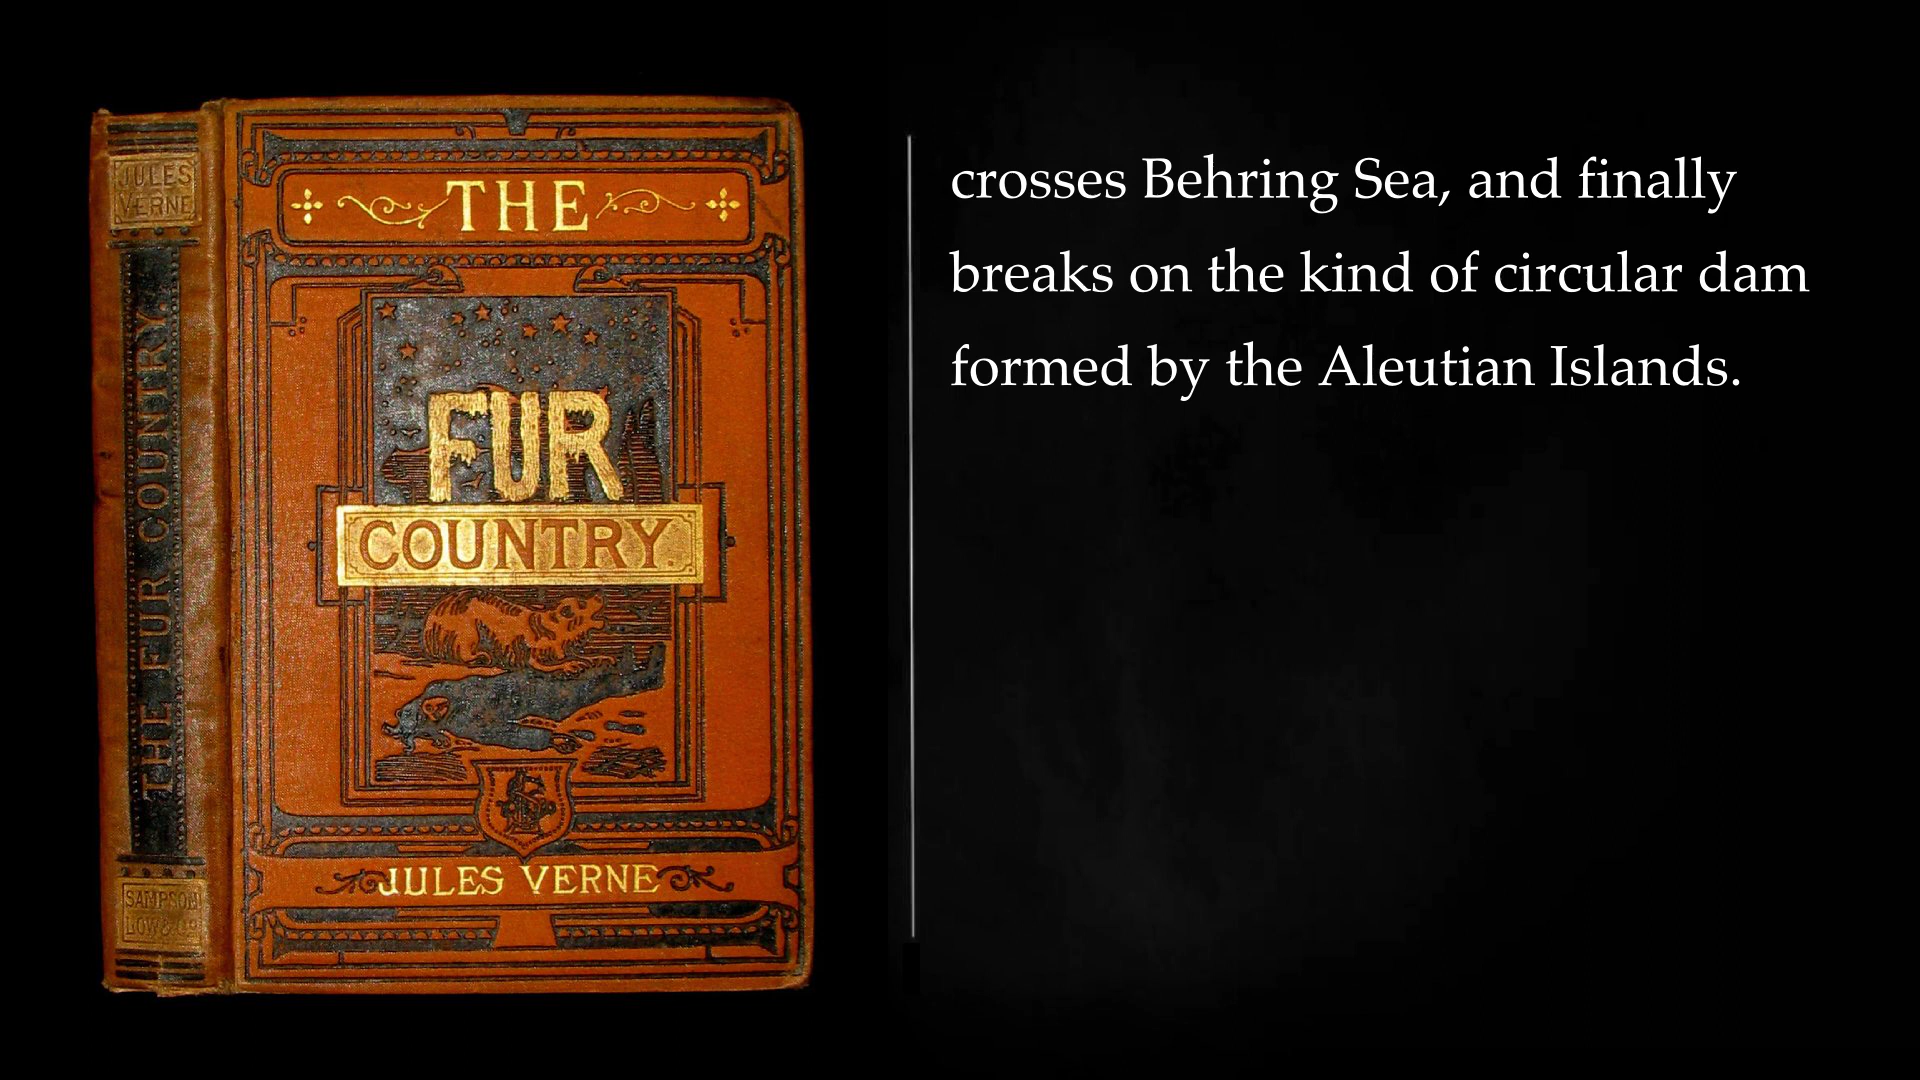 JULES
VERNE
THE FUR COUNTRY.
SAMPSON
LOW & Co
THE
FUR
COUNTRY.
JULES VERNE
crosses Behring Sea, and finally
breaks on the kind of circular dam
formed by the Aleutian Islands.